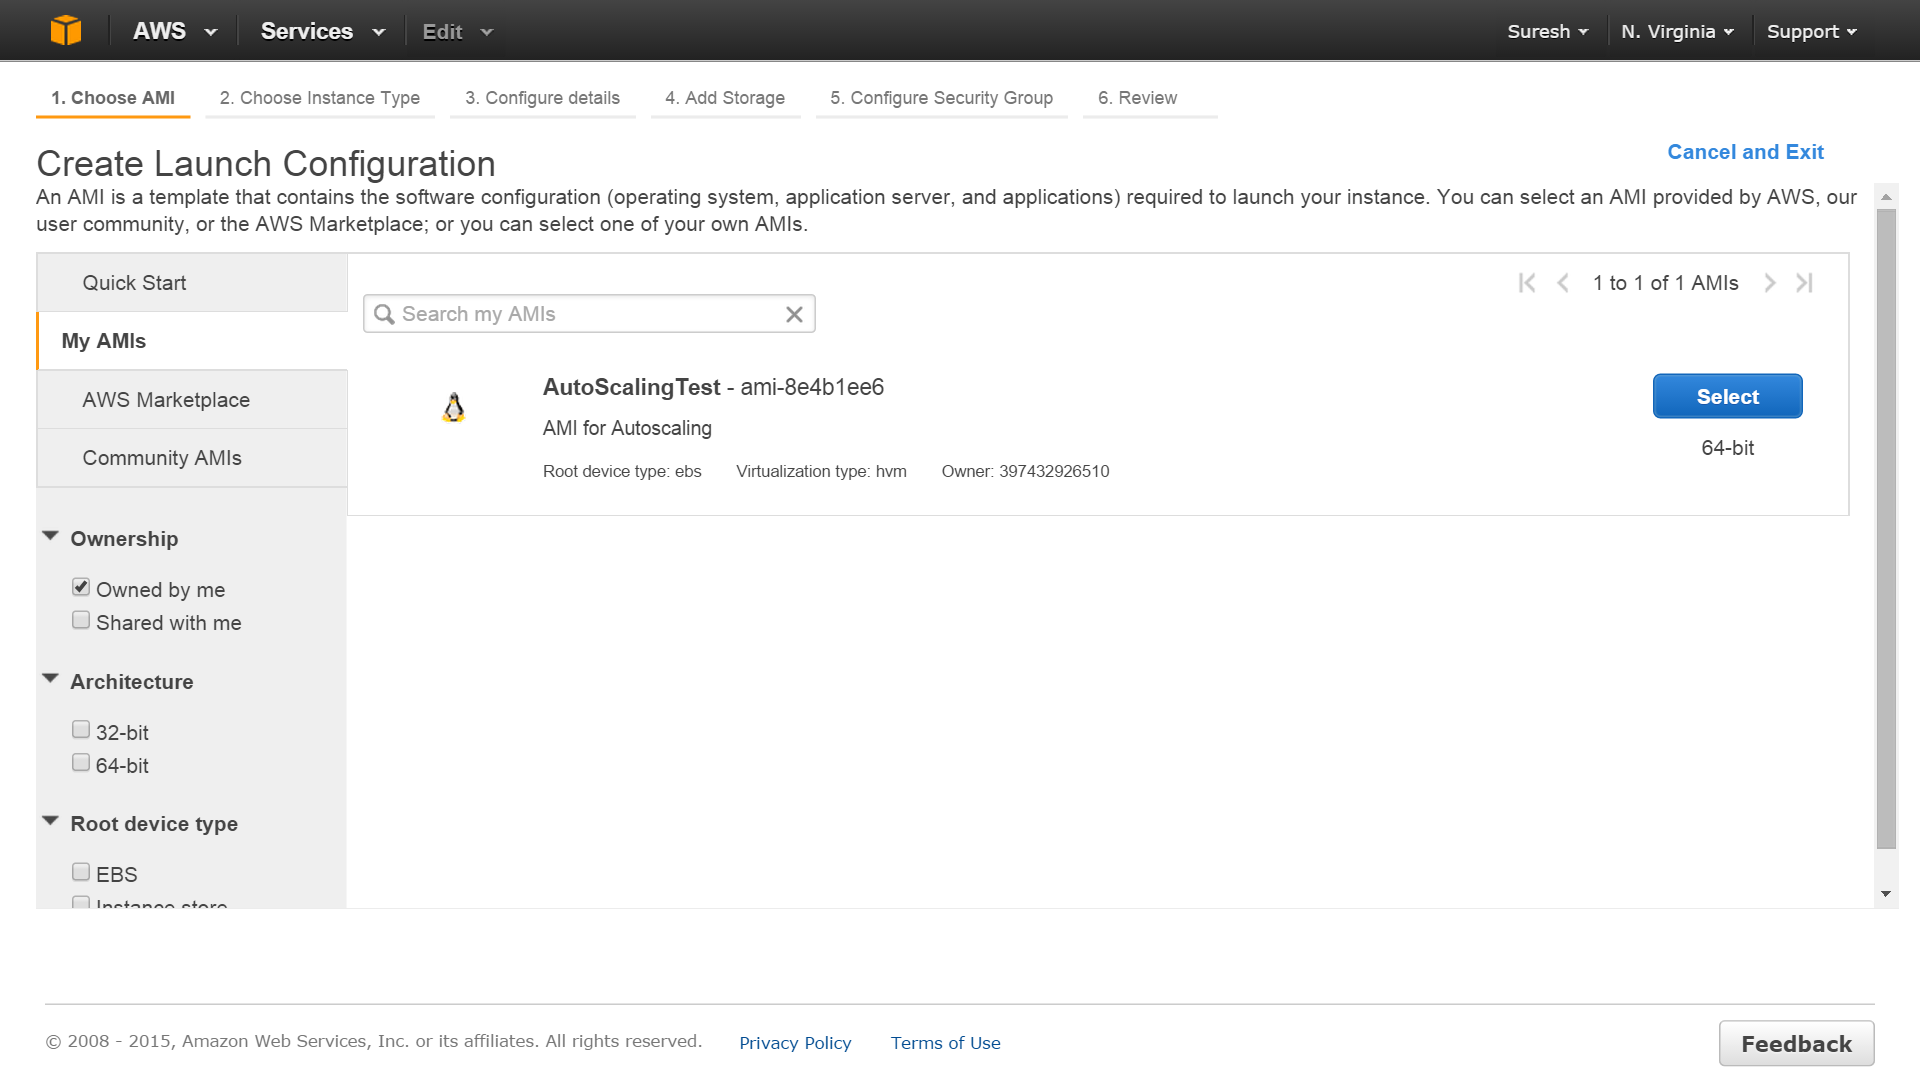 AWS Services Edit Suresh N. Virginia Support
1. Choose AMI 2. Choose Instance Type 3. Configure details 4. Add Storage 5. Configure Security Group 6. Review
Create Launch Configuration
Cancel and Exit
An AMI is a template that contains the software configuration (operating system, application server, and applications) required to launch your instance. You can select an AMI provided by AWS, our
user community, or the AWS Marketplace; or you can select one of your own AMIs.
Quick Start
My AMIs
AWS Marketplace
Community AMIs
Ownership
Owned by me
Shared with me
Architecture
32-bit
64-bit
Root device type
EBS
Instance store
1 to 1 of 1 AMIs
Search my AMIs
AutoScalingTest - ami-8e4b1ee6
AMI for Autoscaling
Root device type: ebs Virtualization type: hvm Owner: 397432926510
Select
64-bit
© 2008 - 2015, Amazon Web Services, Inc. or its affiliates. All rights reserved. Privacy Policy Terms of Use
Feedback